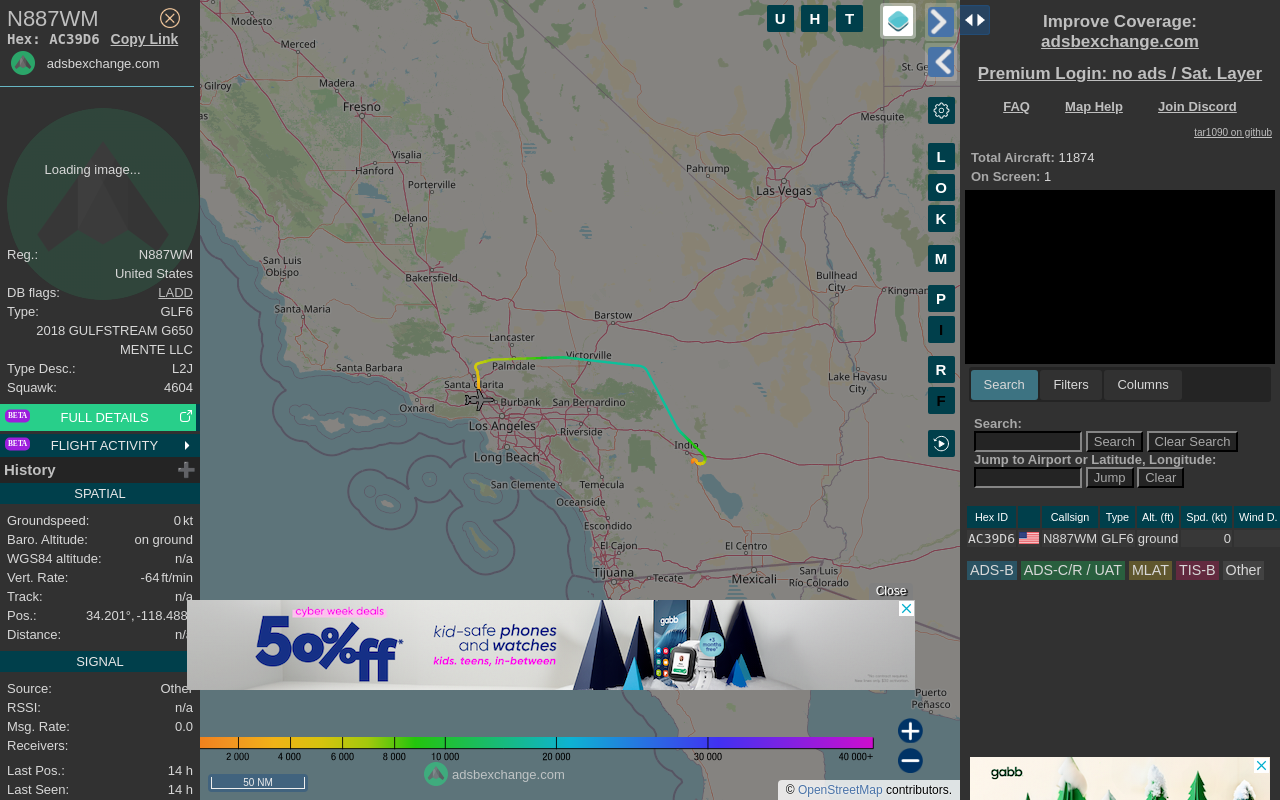 N887WM
Hex: AC39D6 Copy Link
adsbexchange.com
Loading image...
Reg.: N887WM
United States
DB flags: LADD
Type: GLF6
2018 GULFSTREAM G650
MENTE LLC
Type Desc.: L2J
Squawk: 4604
BETA FULL DETAILS
BETA FLIGHT ACTIVITY
History
SPATIAL
Groundspeed: 0 kt
Baro. Altitude: on ground
WGS84 altitude: n/a
Vert. Rate: -64 ft/min
Track: n/a
Pos.: 34.201°, -118.488
Distance: n/a
SIGNAL
Source: Other
RSSI: n/a
Msg. Rate: 0.0
Receivers:
Last Pos.: 14 h
Last Seen: 14 h
U H T
L
O
K
M
P
I
R
F
Modesto
Merced
Gilroy
Madera
Fresno
Visalia
Hanford
Porterville
Delano
San Luis
Obispo
Bakersfield
Santa Maria
Santa Barbara
Lancaster
Palmdale
Santa Clarita
Oxnard
Burbank
Los Angeles
Long Beach
Barstow
Victorville
San Bernardino
Riverside
Indio
San Clemente
Temecula
Oceanside
Escondido
El Cajon
Tijuana
Tecate
El Centro
Mexicali
San Luis
Río Colorado
Puerto
Peñasco
Pahrump
Las Vegas
Mesquite
St. Ge
Bullhead
City
Kingman
Lake Havasu
City
Close
cyber week deals
50% off*
kid-safe phones
and watches
kids. teens, in-between
gabb
+3
months
free
2 000 4 000 6 000 8 000 10 000 20 000 30 000 40 000+
50 NM
adsbexchange.com
© OpenStreetMap contributors.
Improve Coverage:
adsbexchange.com
Premium Login: no ads / Sat. Layer
FAQ Map Help Join Discord
tar1090 on github
Total Aircraft: 11874
On Screen: 1
Search Filters Columns
Search:
Search Clear Search
Jump to Airport or Latitude, Longitude:
Jump Clear
Hex ID Callsign Type Alt. (ft) Spd. (kt) Wind D.
AC39D6 N887WM GLF6 ground 0
ADS-B ADS-C/R / UAT MLAT TIS-B Other
gabb